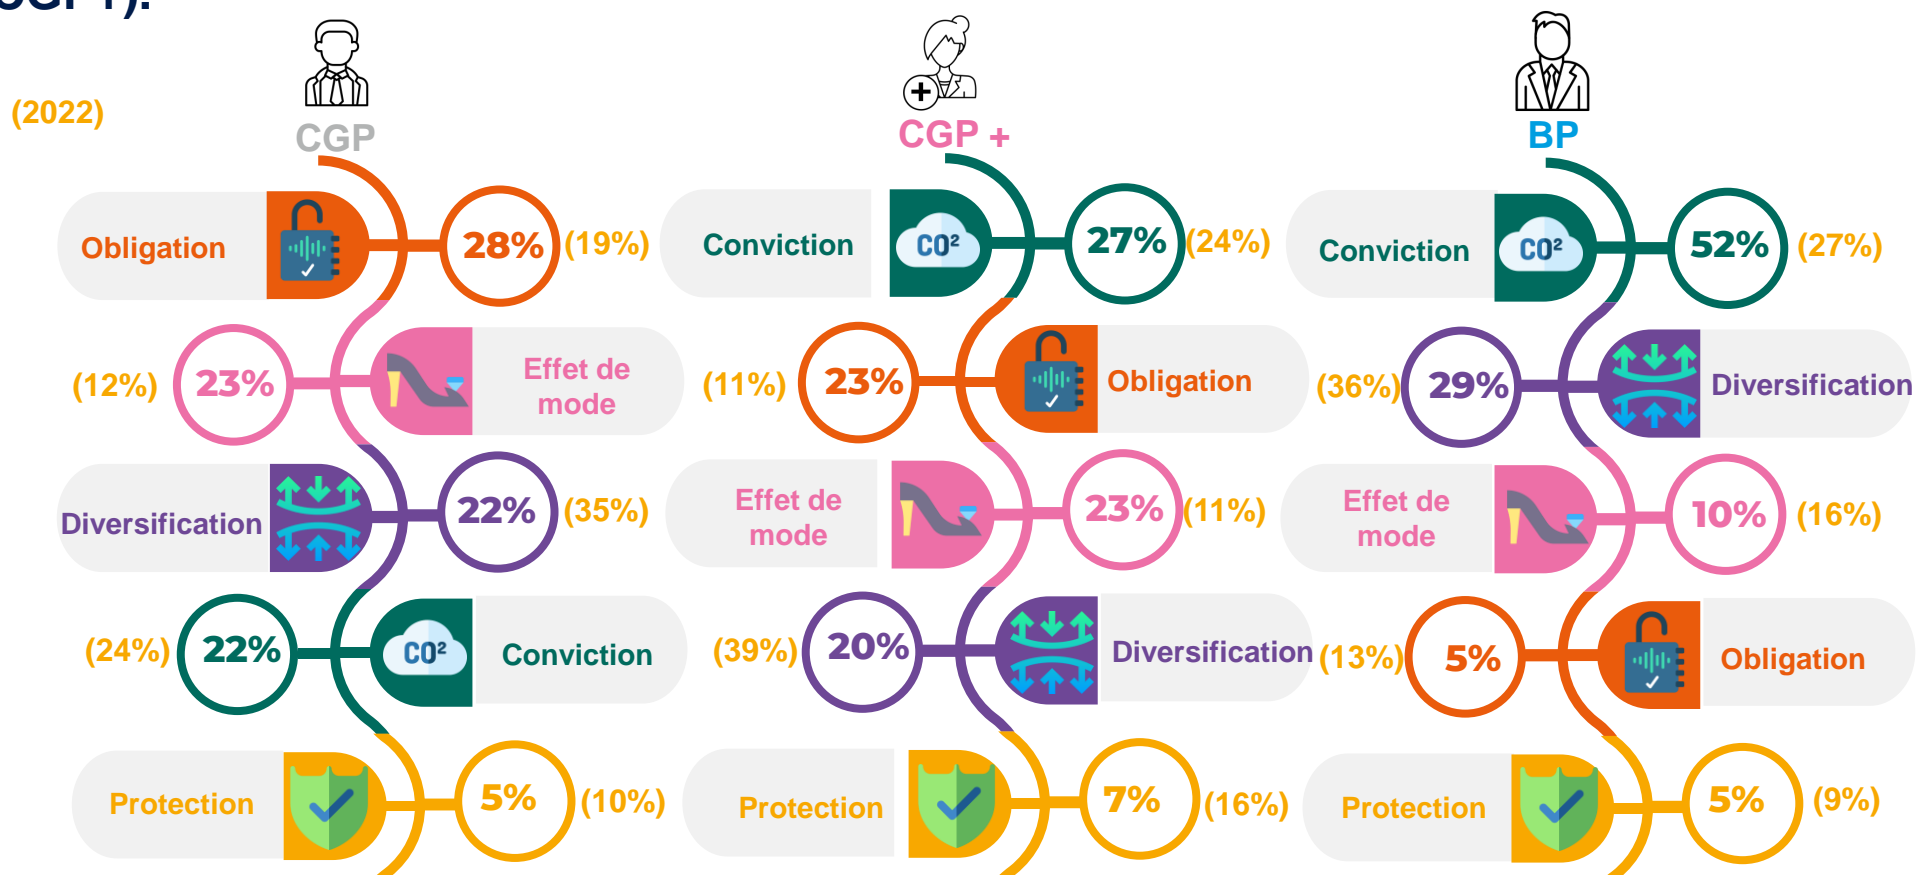 (2022)
CGP
Obligation
28%
(19%)
(12%)
23%
Effet de
mode
Diversification
22%
(35%)
(24%)
22%
CO²
Conviction
Protection
5%
(10%)
CGP +
Conviction
CO²
27%
(24%)
(11%)
23%
Obligation
Effet de
mode
23%
(11%)
(39%)
20%
Diversification
Protection
7%
(16%)
BP
Conviction
CO²
52%
(27%)
(36%)
29%
Diversification
Effet de
mode
10%
(16%)
(13%)
5%
Obligation
Protection
5%
(9%)